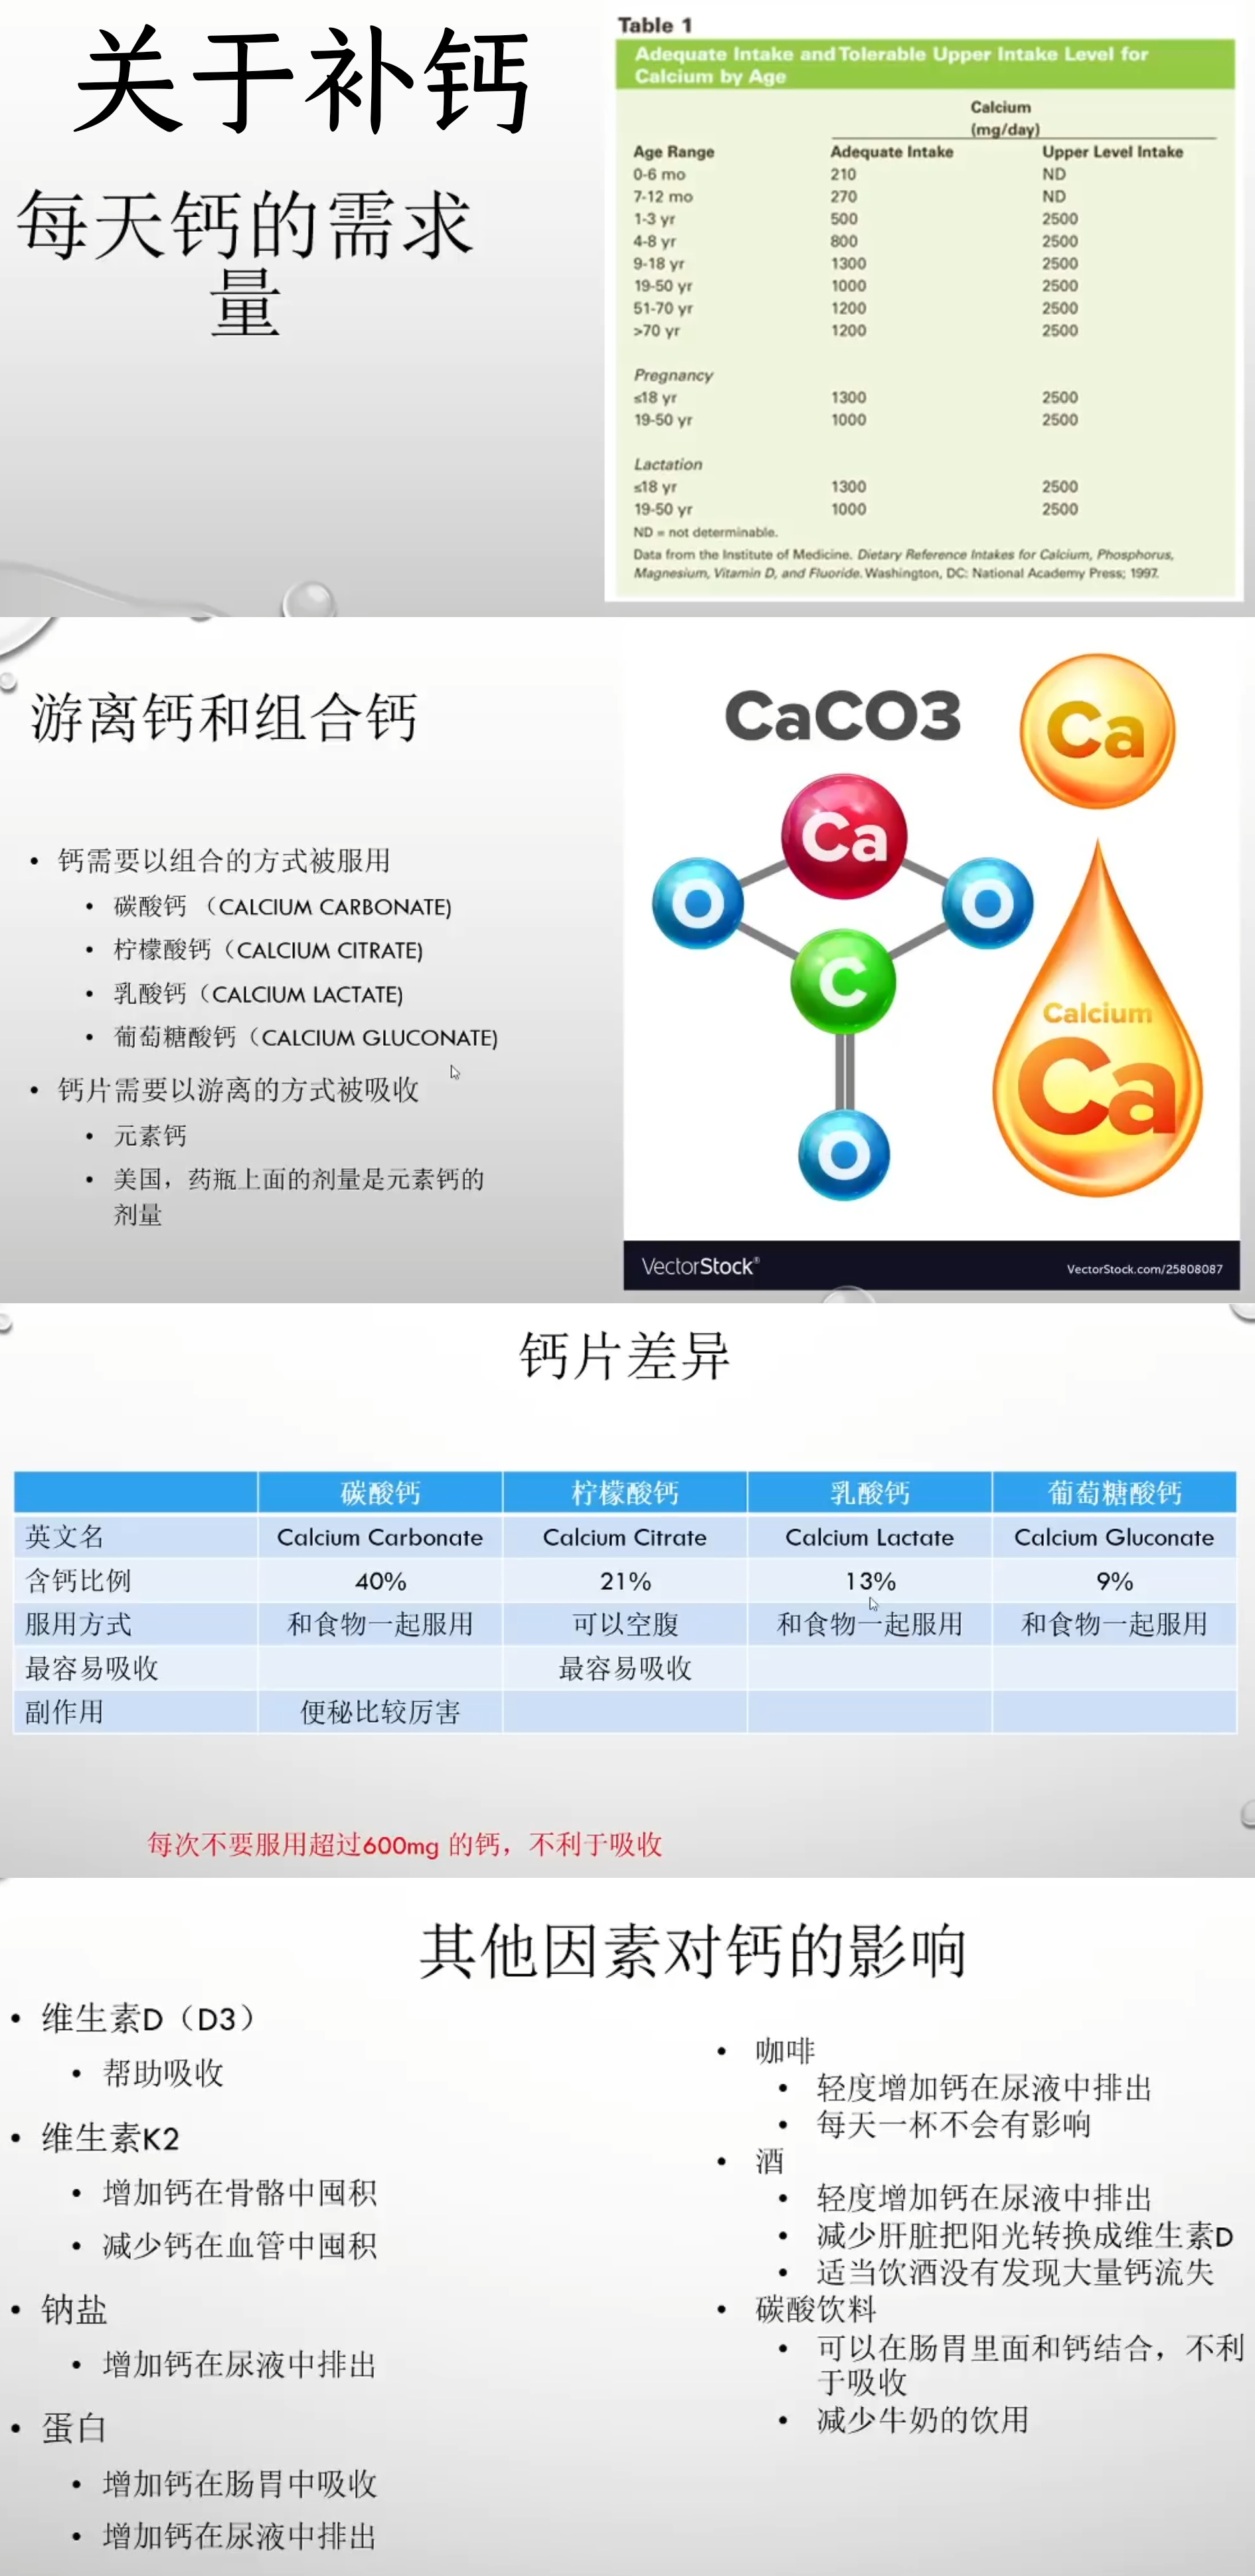 关于补钙
每天钙的需求
量
Table 1
Adequate Intake and Tolerable Upper Intake Level for
Calcium by Age
Calcium
(mg/day)
Age Range Adequate Intake Upper Level Intake
0-6 mo 210 ND
7-12 mo 270 ND
1-3 yr 500 2500
4-8 yr 800 2500
9-18 yr 1300 2500
19-50 yr 1000 2500
51-70 yr 1200 2500
>70 yr 1200 2500
Pregnancy
≤18 yr 1300 2500
19-50 yr 1000 2500
Lactation
≤18 yr 1300 2500
19-50 yr 1000 2500
ND = not determinable.
Data from the Institute of Medicine. Dietary Reference Intakes for Calcium, Phosphorus,
Magnesium, Vitamin D, and Fluoride. Washington, DC: National Academy Press; 1997.
游离钙和组合钙
• 钙需要以组合的方式被服用
• 碳酸钙 （CALCIUM CARBONATE)
• 柠檬酸钙（CALCIUM CITRATE)
• 乳酸钙（CALCIUM LACTATE)
• 葡萄糖酸钙（CALCIUM GLUCONATE)
• 钙片需要以游离的方式被吸收
• 元素钙
• 美国，药瓶上面的剂量是元素钙的
剂量
CaCO3
Ca
Ca
O
O
C
O
Calcium
Ca
VectorStock®
VectorStock.com/25808087
钙片差异
碳酸钙 柠檬酸钙 乳酸钙 葡萄糖酸钙
英文名 Calcium Carbonate Calcium Citrate Calcium Lactate Calcium Gluconate
含钙比例 40% 21% 13% 9%
服用方式 和食物一起服用 可以空腹 和食物一起服用 和食物一起服用
最容易吸收 最容易吸收
副作用 便秘比较厉害
每次不要服用超过600mg 的钙，不利于吸收
其他因素对钙的影响
• 维生素D（D3）
• 帮助吸收
• 维生素K2
• 增加钙在骨骼中囤积
• 减少钙在血管中囤积
• 钠盐
• 增加钙在尿液中排出
• 蛋白
• 增加钙在肠胃中吸收
• 增加钙在尿液中排出
• 咖啡
• 轻度增加钙在尿液中排出
• 每天一杯不会有影响
• 酒
• 轻度增加钙在尿液中排出
• 减少肝脏把阳光转换成维生素D
• 适当饮酒没有发现大量钙流失
• 碳酸饮料
• 可以在肠胃里面和钙结合，不利
于吸收
• 减少牛奶的饮用